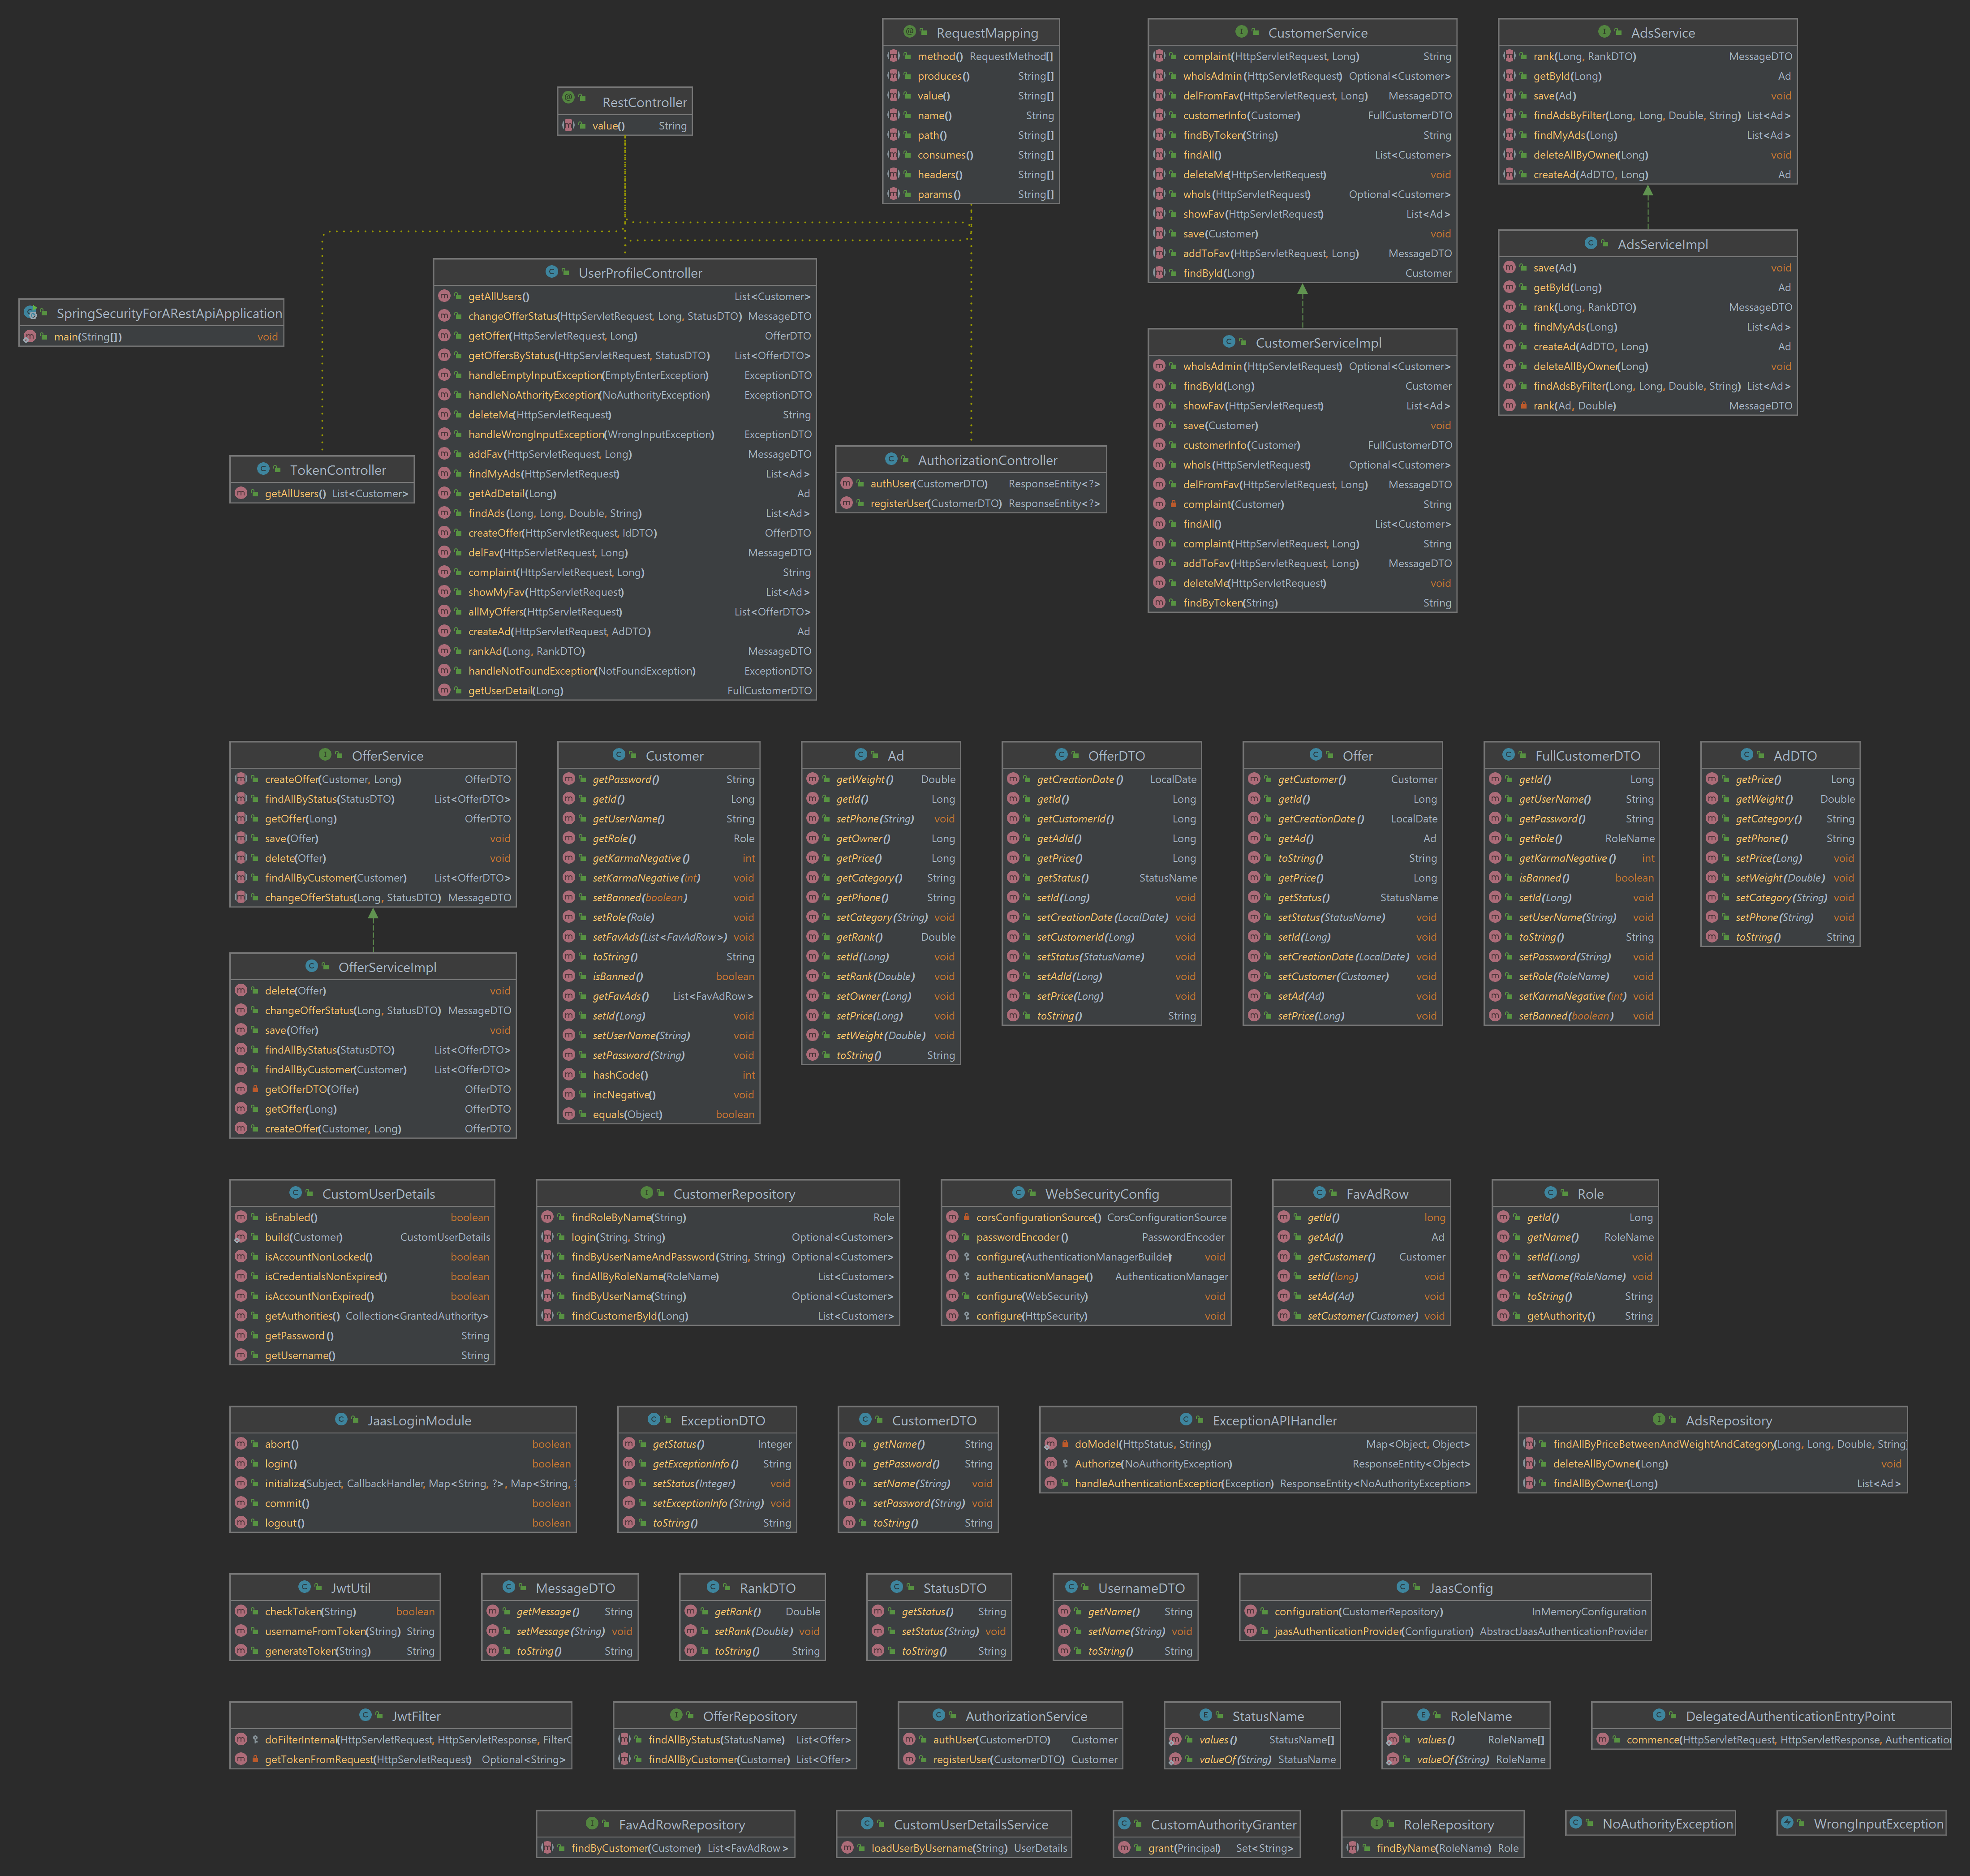 RequestMapping
method() RequestMethod[]
produces() String[]
value() String[]
name() String
path() String[]
consumes() String[]
headers() String[]
params() String[]
CustomerService
complaint(HttpServletRequest, Long) String
whoIsAdmin(HttpServletRequest) Optional<Customer>
delFromFav(HttpServletRequest, Long) MessageDTO
customerInfo(Customer) FullCustomerDTO
findByToken(String) String
findAll() List<Customer>
deleteMe(HttpServletRequest) void
whoIs(HttpServletRequest) Optional<Customer>
showFav(HttpServletRequest) List<Ad>
save(Customer) void
addToFav(HttpServletRequest, Long) MessageDTO
findById(Long) Customer
AdsService
rank(Long, RankDTO) MessageDTO
getById(Long) Ad
save(Ad) void
findAdsByFilter(Long, Long, Double, String) List<Ad>
findMyAds(Long) List<Ad>
deleteAllByOwner(Long) void
createAd(AdDTO, Long) Ad
RestController
value() String
AdsServiceImpl
save(Ad) void
getById(Long) Ad
rank(Long, RankDTO) MessageDTO
findMyAds(Long) List<Ad>
createAd(AdDTO, Long) Ad
deleteAllByOwner(Long) void
findAdsByFilter(Long, Long, Double, String) List<Ad>
rank(Ad, Double) MessageDTO
SpringSecurityForARestApiApplication
main(String[]) void
UserProfileController
getAllUsers() List<Customer>
changeOfferStatus(HttpServletRequest, Long, StatusDTO) MessageDTO
getOffer(HttpServletRequest, Long) OfferDTO
getOffersByStatus(HttpServletRequest, StatusDTO) List<OfferDTO>
handleEmptyInputException(EmptyEnterException) ExceptionDTO
handleNoAthorityException(NoAuthorityException) ExceptionDTO
deleteMe(HttpServletRequest) String
handleWrongInputException(WrongInputException) ExceptionDTO
addFav(HttpServletRequest, Long) MessageDTO
findMyAds(HttpServletRequest) List<Ad>
getAdDetail(Long) Ad
findAds(Long, Long, Double, String) List<Ad>
createOffer(HttpServletRequest, IdDTO) OfferDTO
delFav(HttpServletRequest, Long) MessageDTO
complaint(HttpServletRequest, Long) String
showMyFav(HttpServletRequest) List<Ad>
allMyOffers(HttpServletRequest) List<OfferDTO>
createAd(HttpServletRequest, AdDTO) Ad
rankAd(Long, RankDTO) MessageDTO
handleNotFoundException(NotFoundException) ExceptionDTO
getUserDetail(Long) FullCustomerDTO
CustomerServiceImpl
whoIsAdmin(HttpServletRequest) Optional<Customer>
findById(Long) Customer
showFav(HttpServletRequest) List<Ad>
save(Customer) void
customerInfo(Customer) FullCustomerDTO
whoIs(HttpServletRequest) Optional<Customer>
delFromFav(HttpServletRequest, Long) MessageDTO
complaint(Customer) String
findAll() List<Customer>
complaint(HttpServletRequest, Long) String
addToFav(HttpServletRequest, Long) MessageDTO
deleteMe(HttpServletRequest) void
findByToken(String) String
TokenController
getAllUsers() List<Customer>
AuthorizationController
authUser(CustomerDTO) ResponseEntity<?>
registerUser(CustomerDTO) ResponseEntity<?>
OfferService
createOffer(Customer, Long) OfferDTO
findAllByStatus(StatusDTO) List<OfferDTO>
getOffer(Long) OfferDTO
save(Offer) void
delete(Offer) void
findAllByCustomer(Customer) List<OfferDTO>
changeOfferStatus(Long, StatusDTO) MessageDTO
OfferServiceImpl
delete(Offer) void
changeOfferStatus(Long, StatusDTO) MessageDTO
save(Offer) void
findAllByStatus(StatusDTO) List<OfferDTO>
findAllByCustomer(Customer) List<OfferDTO>
getOfferDTO(Offer) OfferDTO
getOffer(Long) OfferDTO
createOffer(Customer, Long) OfferDTO
Customer
getPassword() String
getId() Long
getUserName() String
getRole() Role
getKarmaNegative() int
setKarmaNegative(int) void
setBanned(boolean) void
setRole(Role) void
setFavAds(List<FavAdRow>) void
toString() String
isBanned() boolean
getFavAds() List<FavAdRow>
setId(Long) void
setUserName(String) void
setPassword(String) void
hashCode() int
incNegative() void
equals(Object) boolean
Ad
getWeight() Double
getId() Long
setPhone(String) void
getOwner() Long
getPrice() Long
getCategory() String
getPhone() String
setCategory(String) void
getRank() Double
setId(Long) void
setRank(Double) void
setOwner(Long) void
setPrice(Long) void
setWeight(Double) void
toString() String
OfferDTO
getCreationDate() LocalDate
getId() Long
getCustomerId() Long
getAdId() Long
getPrice() Long
getStatus() StatusName
setId(Long) void
setCreationDate(LocalDate) void
setCustomerId(Long) void
setStatus(StatusName) void
setAdId(Long) void
setPrice(Long) void
toString() String
Offer
getCustomer() Customer
getId() Long
getCreationDate() LocalDate
getAd() Ad
toString() String
getPrice() Long
getStatus() StatusName
setStatus(StatusName) void
setId(Long) void
setCreationDate(LocalDate) void
setCustomer(Customer) void
setAd(Ad) void
setPrice(Long) void
FullCustomerDTO
getId() Long
getUserName() String
getPassword() String
getRole() RoleName
getKarmaNegative() int
isBanned() boolean
setId(Long) void
setUserName(String) void
toString() String
setPassword(String) void
setRole(RoleName) void
setKarmaNegative(int) void
setBanned(boolean) void
AdDTO
getPrice() Long
getWeight() Double
getCategory() String
getPhone() String
setPrice(Long) void
setWeight(Double) void
setCategory(String) void
setPhone(String) void
toString() String
CustomUserDetails
isEnabled() boolean
build(Customer) CustomUserDetails
isAccountNonLocked() boolean
isCredentialsNonExpired() boolean
isAccountNonExpired() boolean
getAuthorities() Collection<GrantedAuthority>
getPassword() String
getUsername() String
CustomerRepository
findRoleByName(String) Role
login(String, String) Optional<Customer>
findByUserNameAndPassword(String, String) Optional<Customer>
findAllByRoleName(RoleName) List<Customer>
findByUserName(String) Optional<Customer>
findCustomerById(Long) List<Customer>
WebSecurityConfig
corsConfigurationSource() CorsConfigurationSource
passwordEncoder() PasswordEncoder
configure(AuthenticationManagerBuilde) void
authenticationManager() AuthenticationManager
configure(WebSecurity) void
configure(HttpSecurity) void
FavAdRow
getId() long
getAd() Ad
getCustomer() Customer
setId(long) void
setAd(Ad) void
setCustomer(Customer) void
Role
getId() Long
getName() RoleName
setId(Long) void
setName(RoleName) void
toString() String
getAuthority() String
JaasLoginModule
abort() boolean
login() boolean
initialize(Subject, CallbackHandler, Map<String, ?>, Map<String, ?
commit() boolean
logout() boolean
ExceptionDTO
getStatus() Integer
getExceptionInfo() String
setStatus(Integer) void
setExceptionInfo(String) void
toString() String
CustomerDTO
getName() String
getPassword() String
setName(String) void
setPassword(String) void
toString() String
ExceptionAPIHandler
doModel(HttpStatus, String) Map<Object, Object>
Authorize(NoAuthorityException) ResponseEntity<Object>
handleAuthenticationException(Exception) ResponseEntity<NoAuthorityException>
AdsRepository
findAllByPriceBetweenAndWeightAndCategory(Long, Long, Double, String)
deleteAllByOwner(Long) void
findAllByOwner(Long) List<Ad>
JwtUtil
checkToken(String) boolean
usernameFromToken(String) String
generateToken(String) String
MessageDTO
getMessage() String
setMessage(String) void
toString() String
RankDTO
getRank() Double
setRank(Double) void
toString() String
StatusDTO
getStatus() String
setStatus(String) void
toString() String
UsernameDTO
getName() String
setName(String) void
toString() String
JaasConfig
configuration(CustomerRepository) InMemoryConfiguration
jaasAuthenticationProvider(Configuration) AbstractJaasAuthenticationProvider
JwtFilter
doFilterInternal(HttpServletRequest, HttpServletResponse, FilterC
getTokenFromRequest(HttpServletRequest) Optional<String>
OfferRepository
findAllByStatus(StatusName) List<Offer>
findAllByCustomer(Customer) List<Offer>
AuthorizationService
authUser(CustomerDTO) Customer
registerUser(CustomerDTO) Customer
StatusName
values() StatusName[]
valueOf(String) StatusName
RoleName
values() RoleName[]
valueOf(String) RoleName
DelegatedAuthenticationEntryPoint
commence(HttpServletRequest, HttpServletResponse, Authentication
FavAdRowRepository
findByCustomer(Customer) List<FavAdRow>
CustomUserDetailsService
loadUserByUsername(String) UserDetails
CustomAuthorityGranter
grant(Principal) Set<String>
RoleRepository
findByName(RoleName) Role
NoAuthorityException
WrongInputException